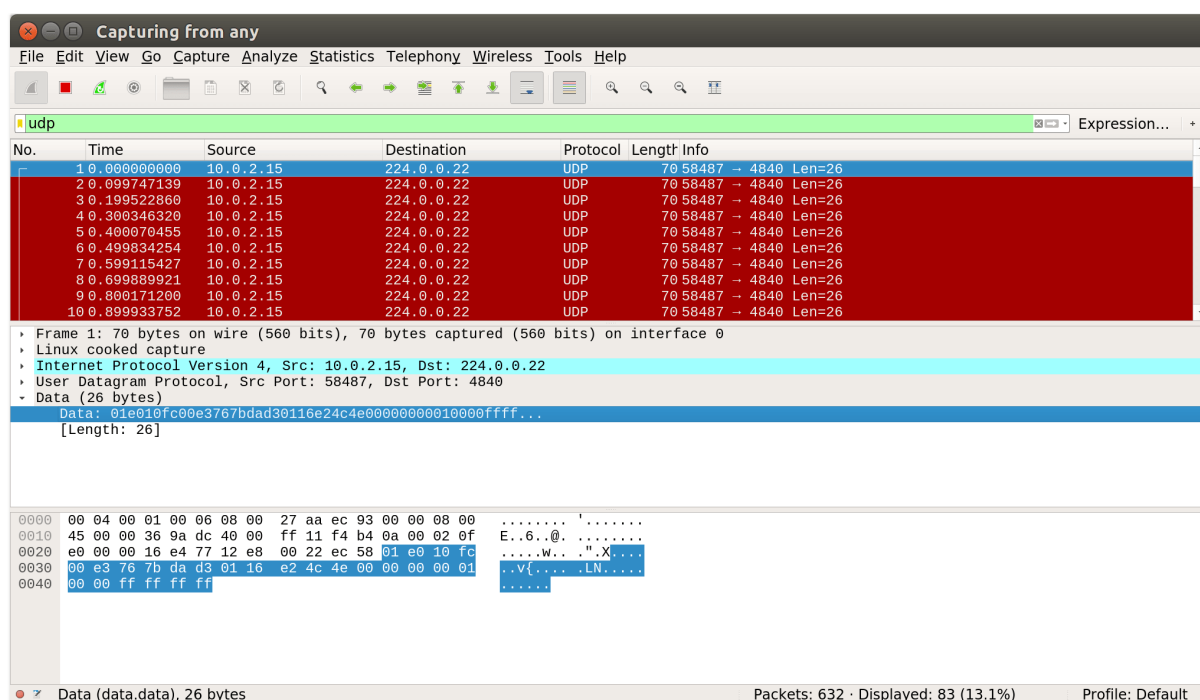 Capturing from any
File Edit View Go Capture Analyze Statistics Telephony Wireless Tools Help
udp Expression... +
No. Time Source Destination Protocol Length Info
1 0.000000000 10.0.2.15 224.0.0.22 UDP 70 58487 → 4840 Len=26
2 0.099747139 10.0.2.15 224.0.0.22 UDP 70 58487 → 4840 Len=26
3 0.199522860 10.0.2.15 224.0.0.22 UDP 70 58487 → 4840 Len=26
4 0.300346320 10.0.2.15 224.0.0.22 UDP 70 58487 → 4840 Len=26
5 0.400070455 10.0.2.15 224.0.0.22 UDP 70 58487 → 4840 Len=26
6 0.499834254 10.0.2.15 224.0.0.22 UDP 70 58487 → 4840 Len=26
7 0.599115427 10.0.2.15 224.0.0.22 UDP 70 58487 → 4840 Len=26
8 0.699889921 10.0.2.15 224.0.0.22 UDP 70 58487 → 4840 Len=26
9 0.800171200 10.0.2.15 224.0.0.22 UDP 70 58487 → 4840 Len=26
10 0.899933752 10.0.2.15 224.0.0.22 UDP 70 58487 → 4840 Len=26
Frame 1: 70 bytes on wire (560 bits), 70 bytes captured (560 bits) on interface 0
Linux cooked capture
Internet Protocol Version 4, Src: 10.0.2.15, Dst: 224.0.0.22
User Datagram Protocol, Src Port: 58487, Dst Port: 4840
Data (26 bytes)
Data: 01e010fc00e3767bdad30116e24c4e00000000010000ffff...
[Length: 26]
0000 00 04 00 01 00 06 08 00 27 aa ec 93 00 00 08 00 ........ '.......
0010 45 00 00 36 9a dc 40 00 ff 11 f4 b4 0a 00 02 0f E..6..@. ........
0020 e0 00 00 16 e4 77 12 e8 00 22 ec 58 01 e0 10 fc .....w.. .".X....
0030 00 e3 76 7b da d3 01 16 e2 4c 4e 00 00 00 00 01 ..v{.... .LN.....
0040 00 00 ff ff ff ff ......
Data (data.data), 26 bytes Packets: 632 · Displayed: 83 (13.1%) Profile: Default